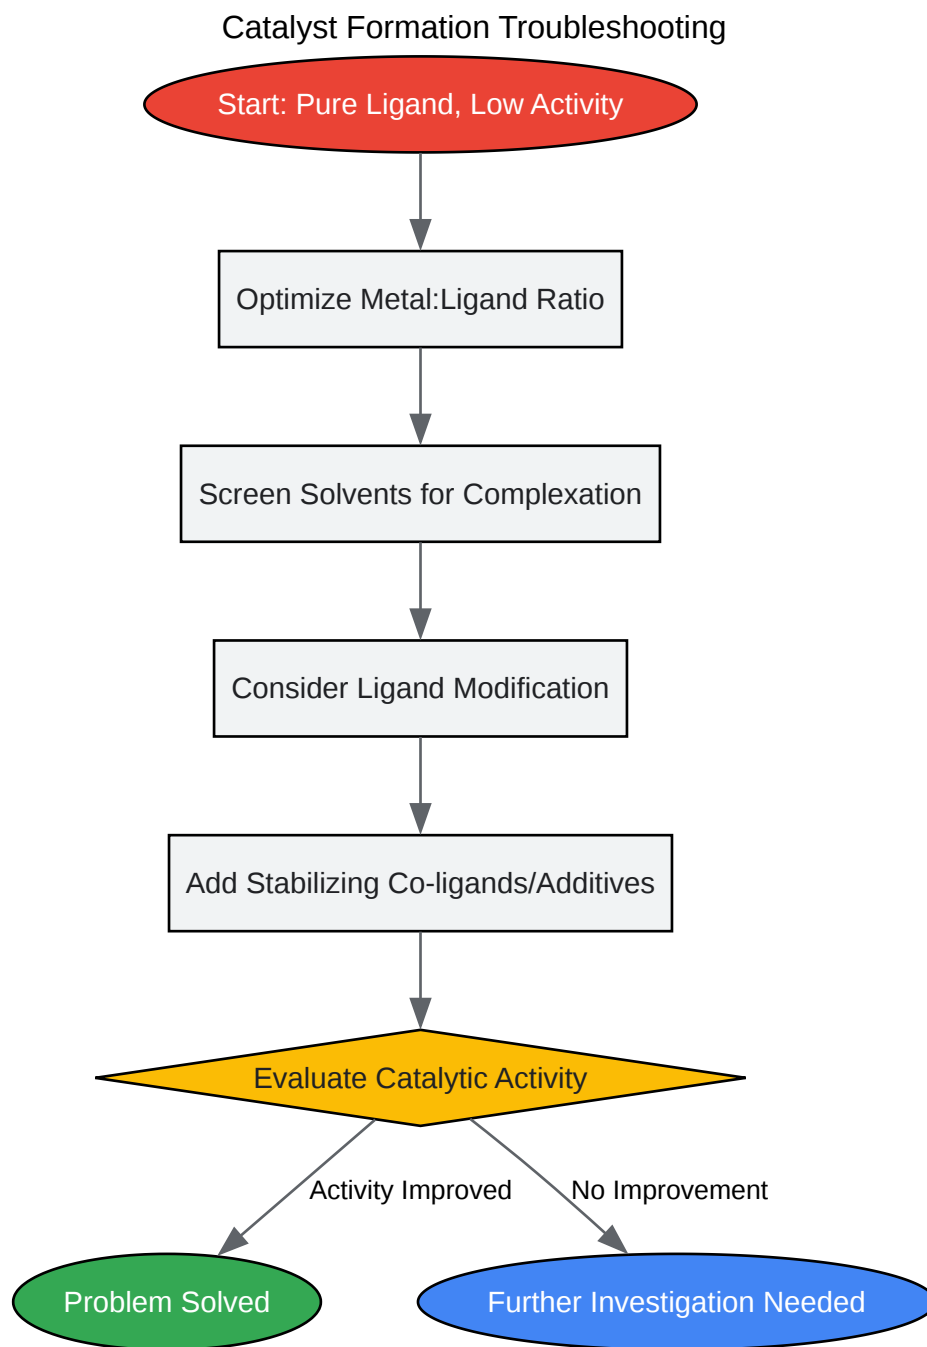 Catalyst Formation Troubleshooting
Start: Pure Ligand, Low Activity
Optimize Metal:Ligand Ratio
Screen Solvents for Complexation
Consider Ligand Modification
Add Stabilizing Co-ligands/Additives
Evaluate Catalytic Activity
Activity Improved
No Improvement
Problem Solved
Further Investigation Needed